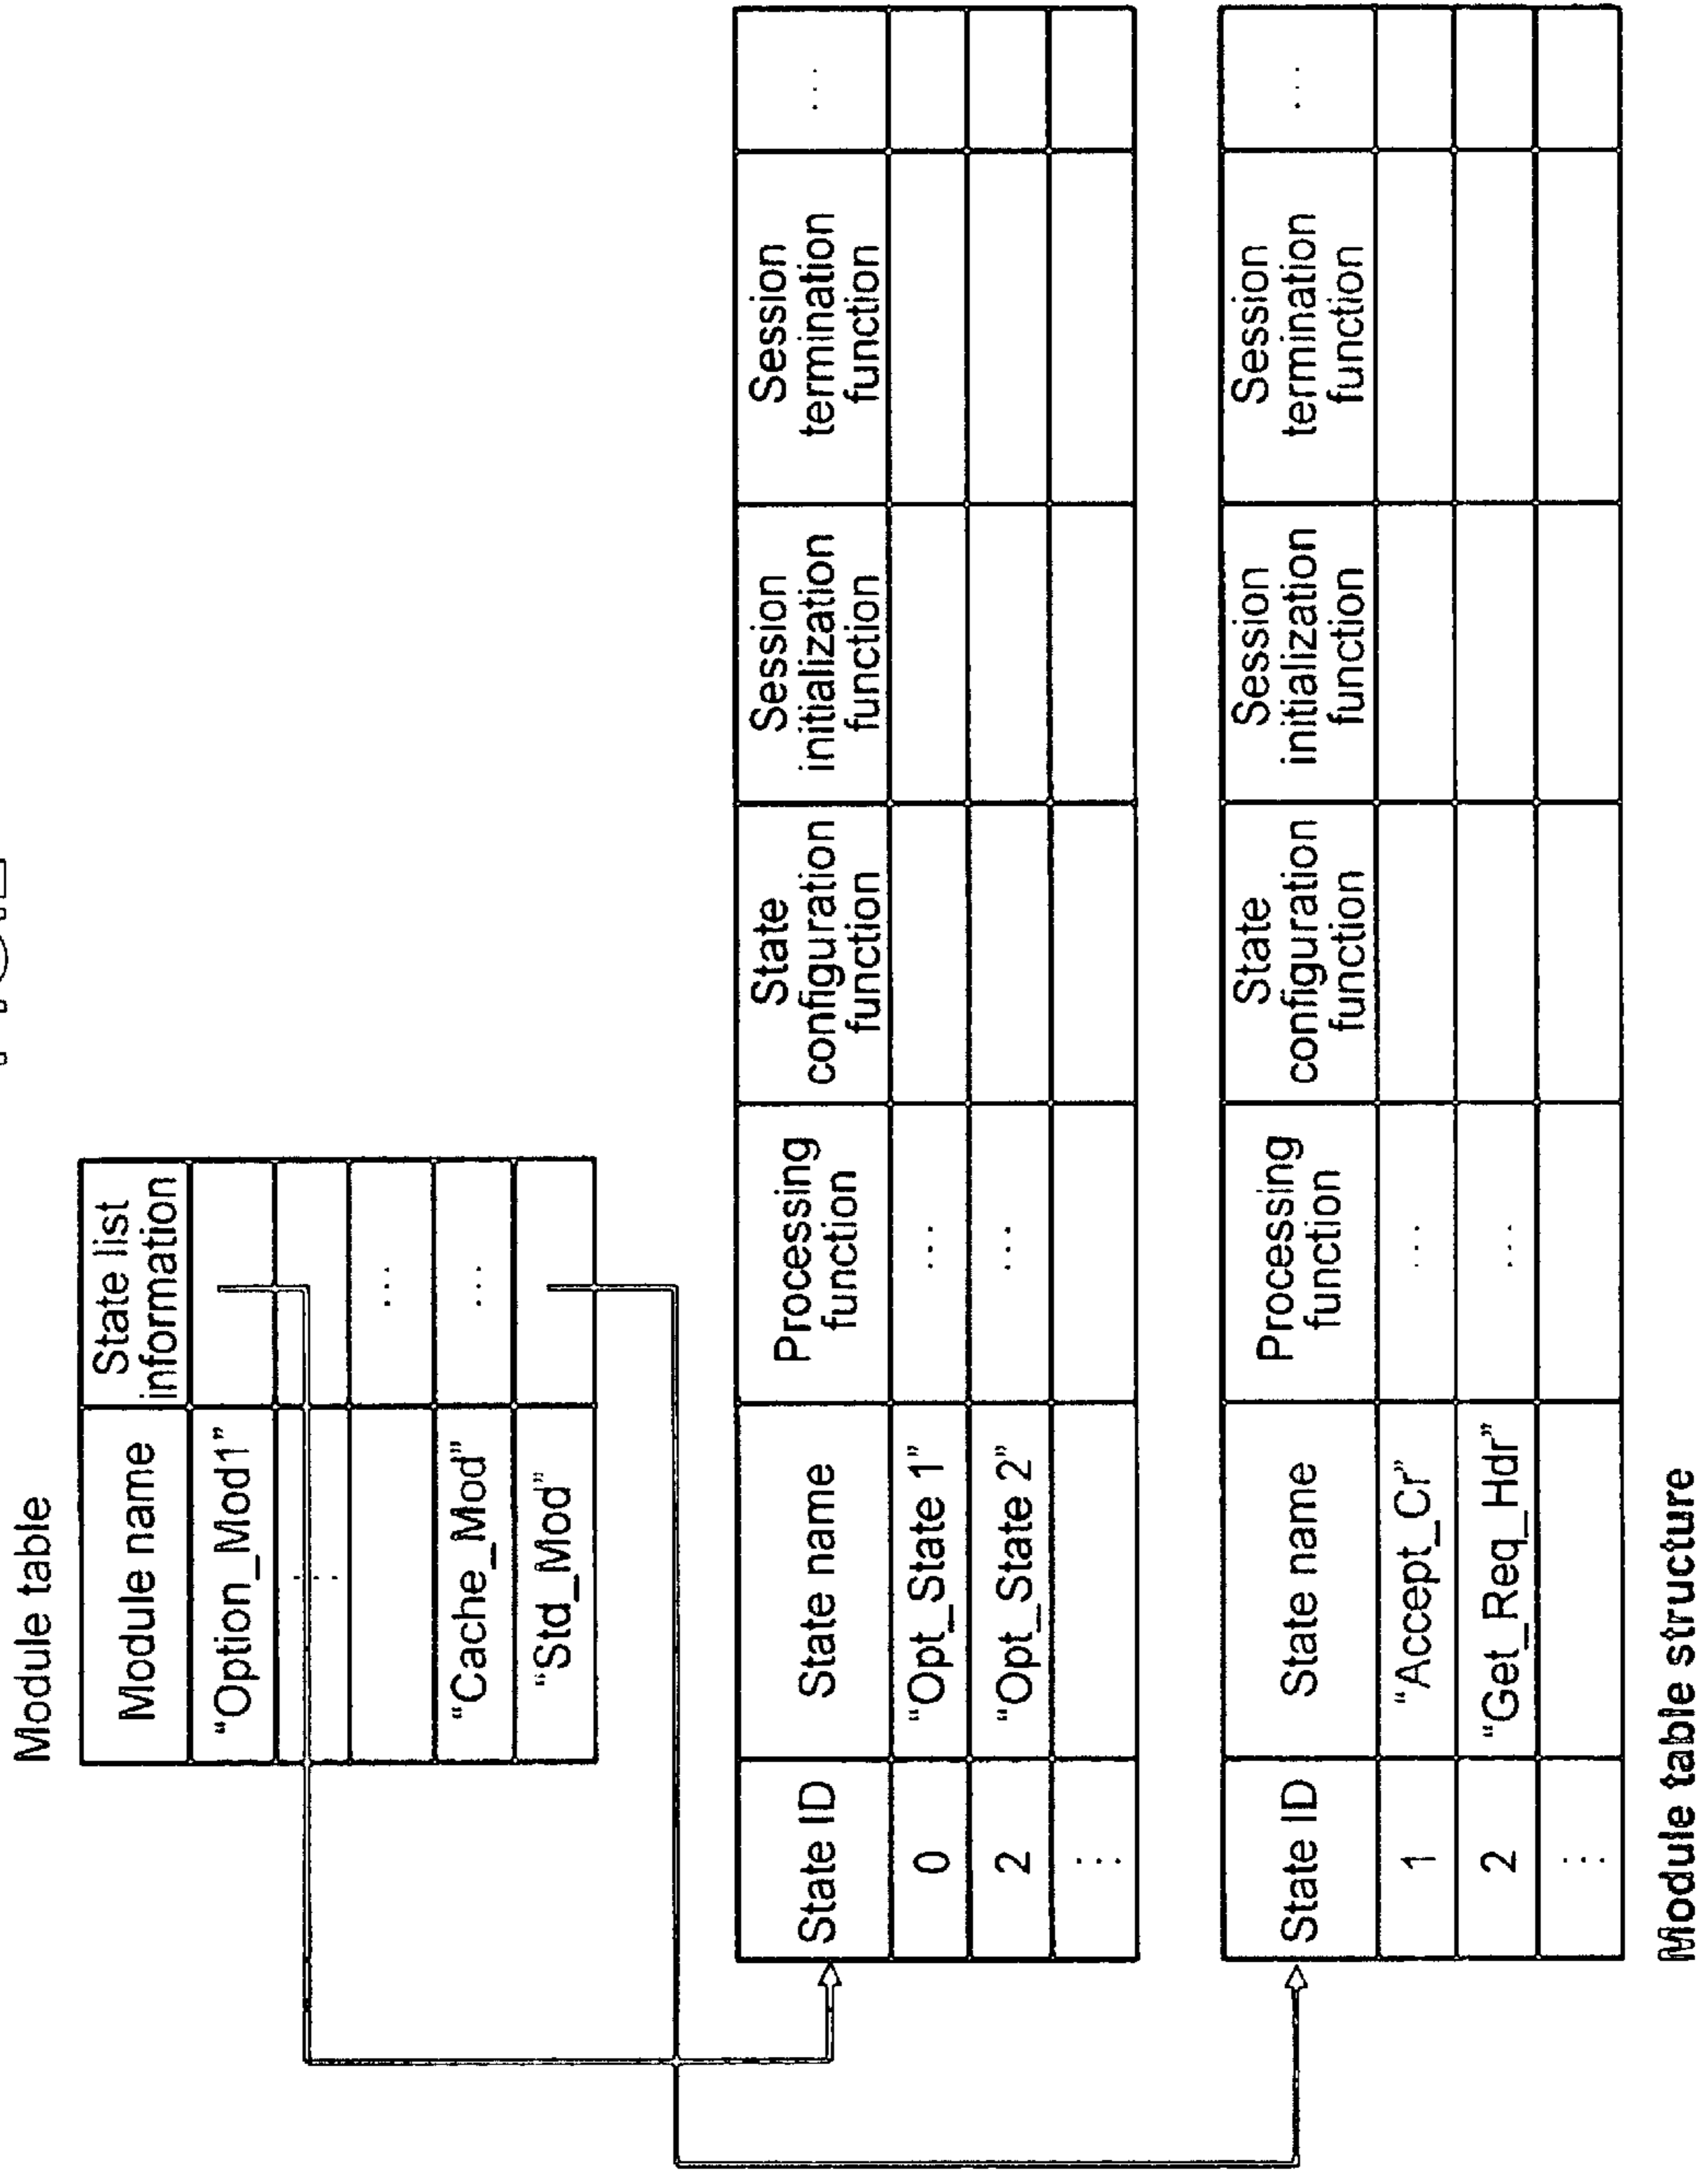 Module table
Module name
State list
information
“Option_Mod1”
...
...
“Cache_Mod”
...
“Std_Mod”
State ID
State name
Processing
function
State
configuration
function
Session
initialization
function
Session
termination
function
...
0
“Opt_State 1”
...
2
“Opt_State 2”
...
...
State ID
State name
Processing
function
State
configuration
function
Session
initialization
function
Session
termination
function
...
1
“Accept_Cr”
...
2
“Get_Req_Hdr”
...
...
Module table structure